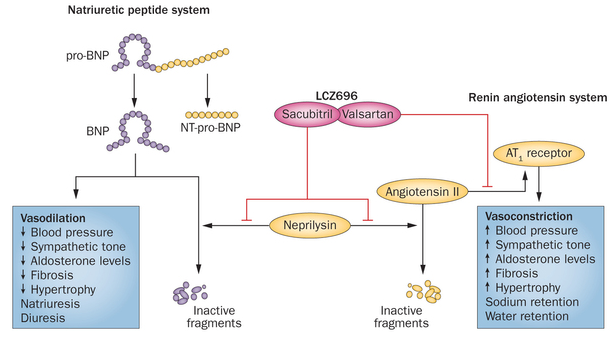 Natriuretic peptide system
pro-BNP
BNP
NT-pro-BNP
LCZ696
Sacubitril Valsartan
Renin angiotensin system
AT1 receptor
Angiotensin II
Neprilysin
Vasodilation
↓ Blood pressure
↓ Sympathetic tone
↓ Aldosterone levels
↓ Fibrosis
↓ Hypertrophy
Natriuresis
Diuresis
Inactive
fragments
Inactive
fragments
Vasoconstriction
↑ Blood pressure
↑ Sympathetic tone
↑ Aldosterone levels
↑ Fibrosis
↑ Hypertrophy
Sodium retention
Water retention